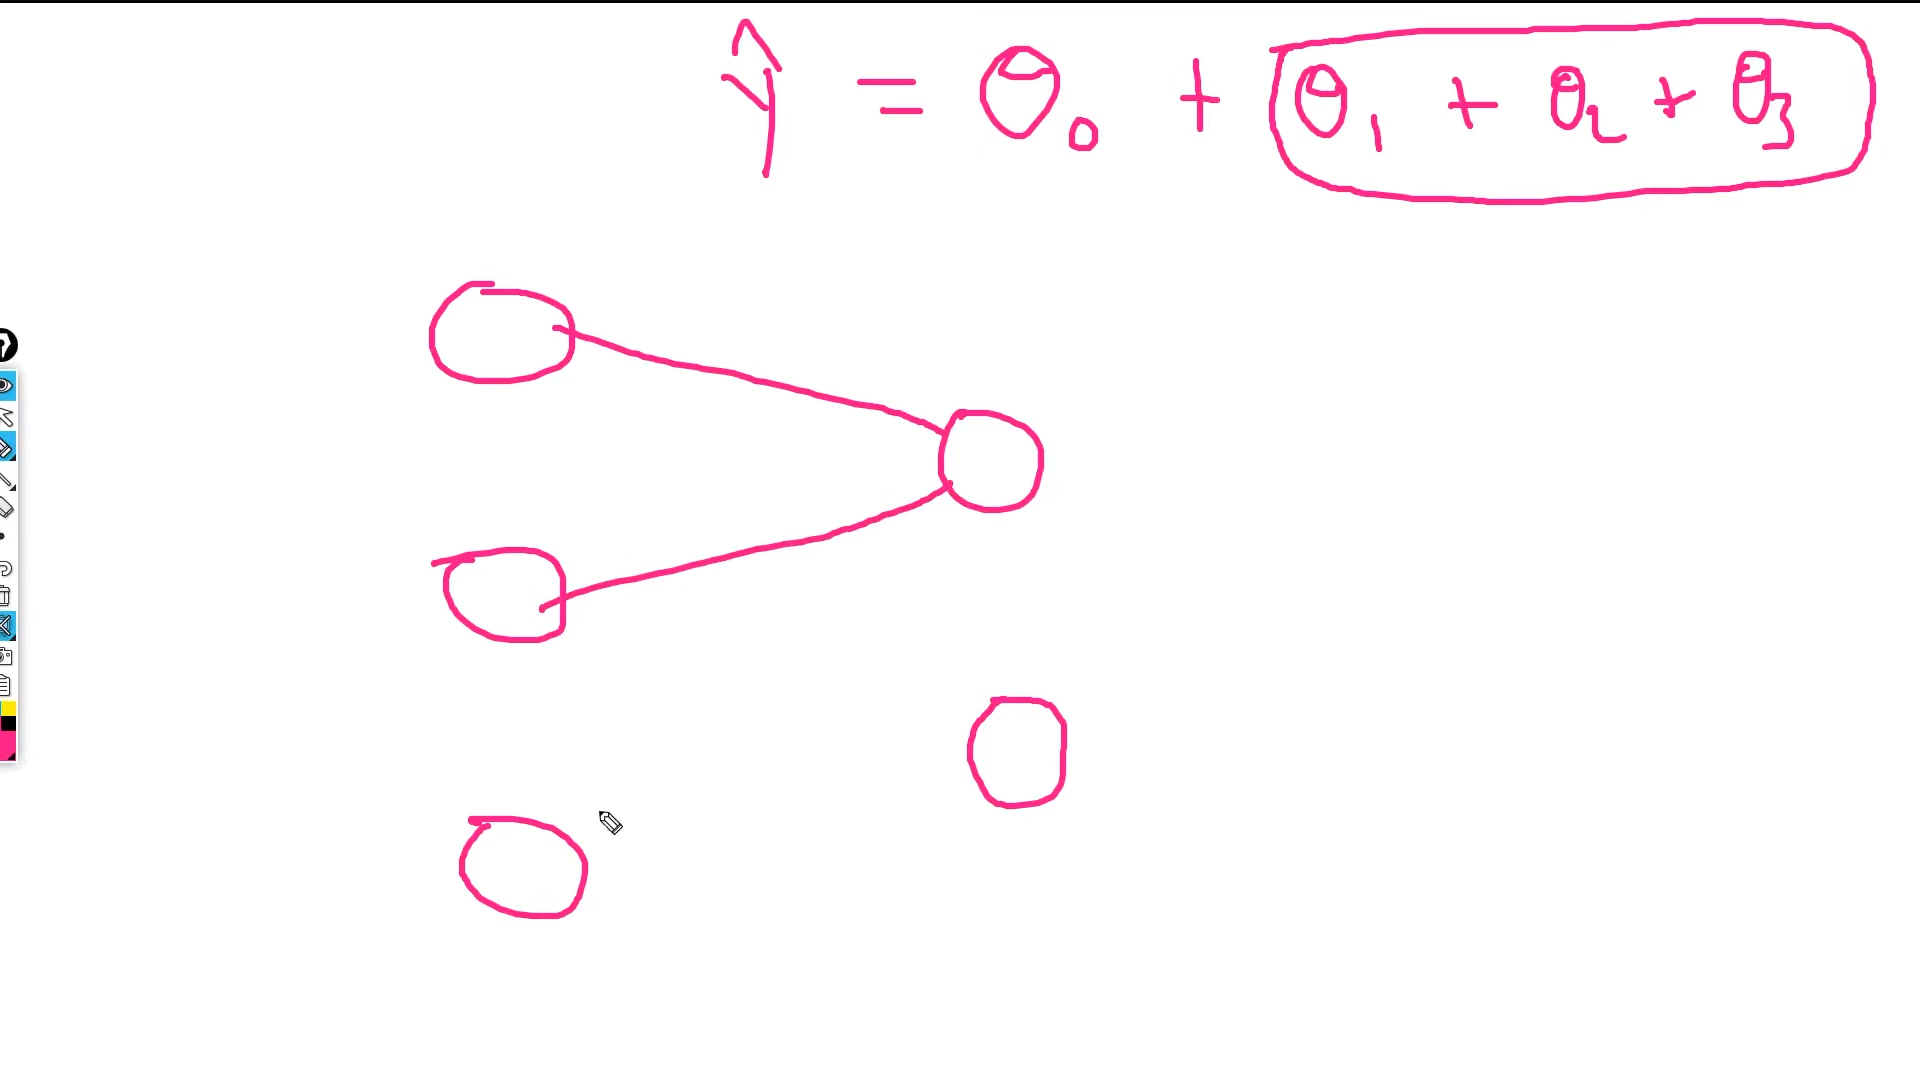 ŷ = θ₀ + θ₁ + θ₂ + θ₃